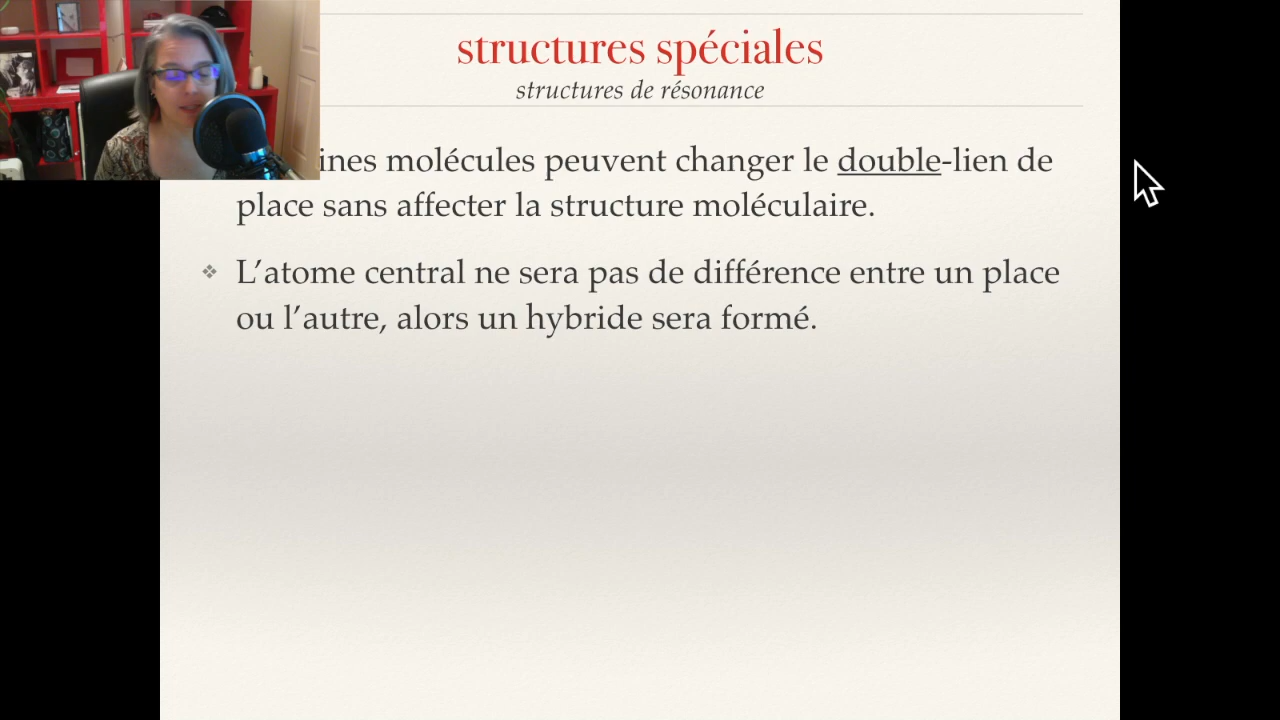 structures spéciales
structures de résonance
ines molécules peuvent changer le double-lien de
place sans affecter la structure moléculaire.
L’atome central ne sera pas de différence entre un place
ou l’autre, alors un hybride sera formé.